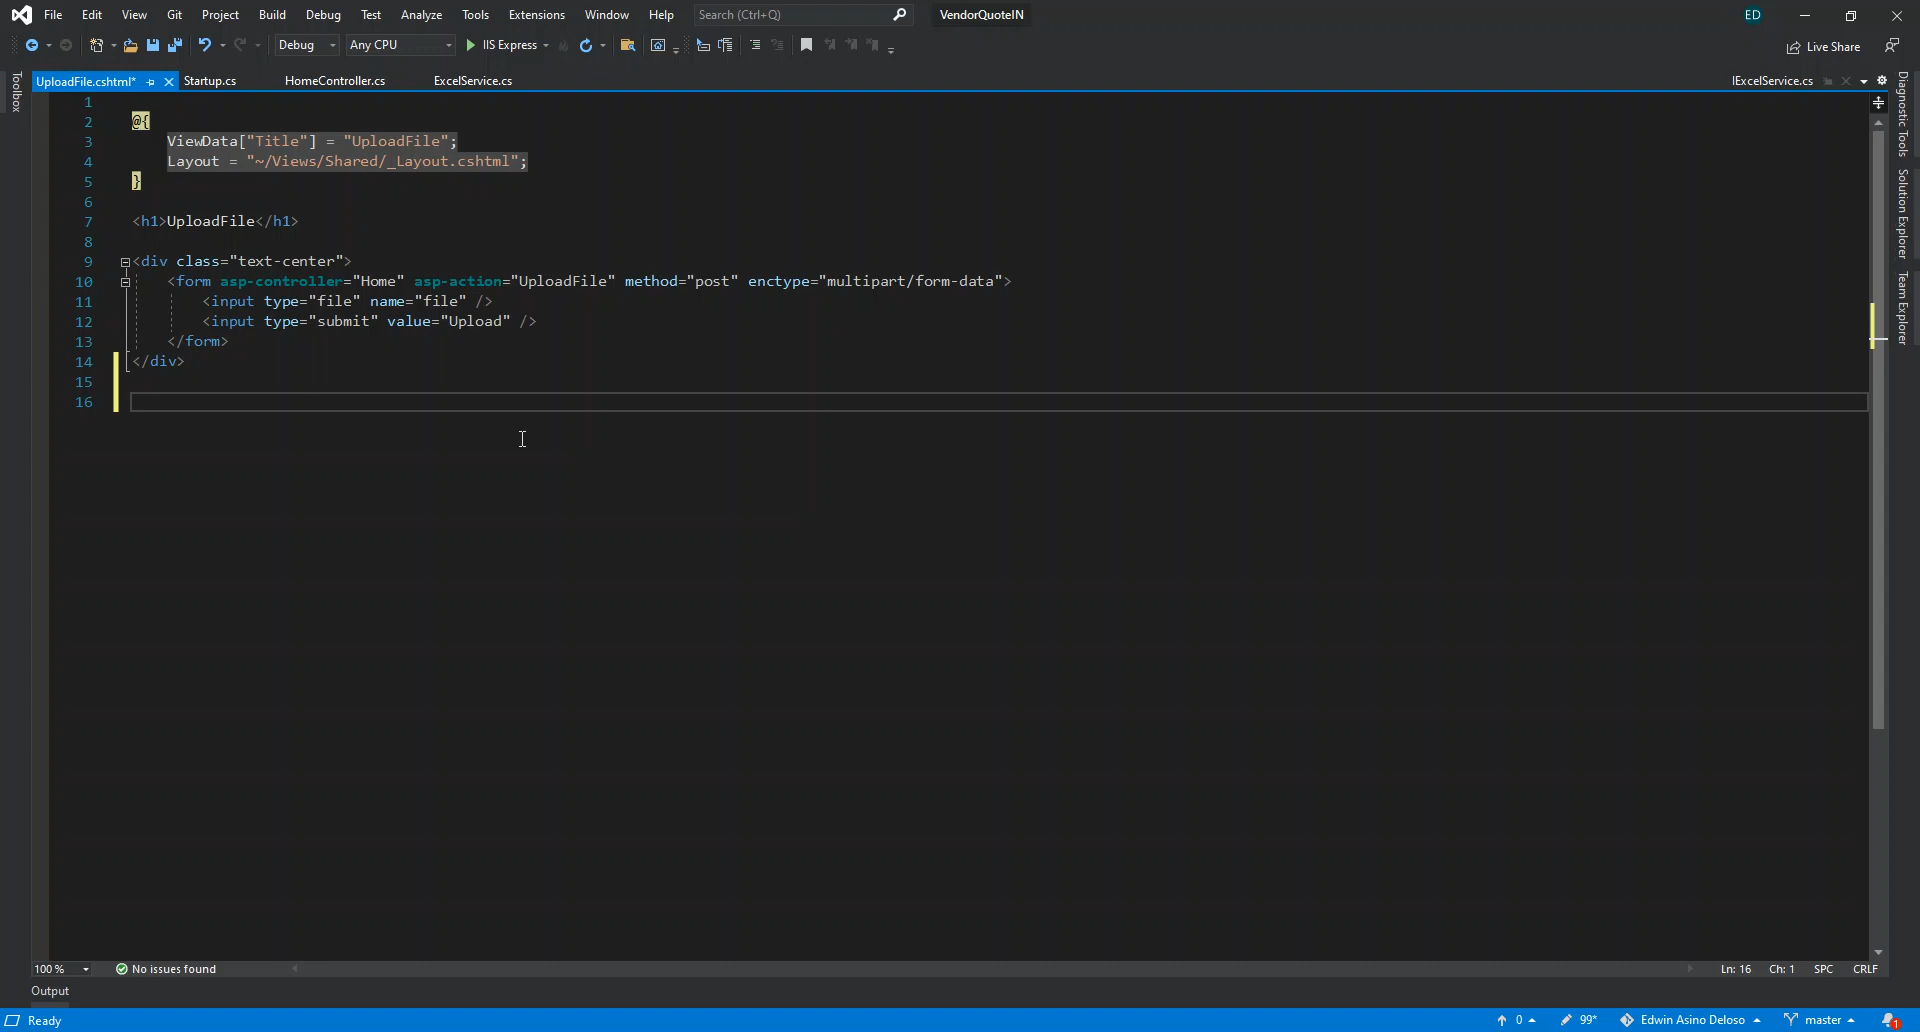 File Edit View Git Project Build Debug Test Analyze Tools Extensions Window Help Search (Ctrl+Q) VendorQuoteIN ED
Debug Any CPU IIS Express Live Share
UploadFile.cshtml* Startup.cs HomeController.cs ExcelService.cs IExcelService.cs
Toolbox
1
2 @{
3 ViewData["Title"] = "UploadFile";
4 Layout = "~/Views/Shared/_Layout.cshtml";
5 }
6
7 <h1>UploadFile</h1>
8
9 <div class="text-center">
10 <form asp-controller="Home" asp-action="UploadFile" method="post" enctype="multipart/form-data">
11 <input type="file" name="file" />
12 <input type="submit" value="Upload" />
13 </form>
14 </div>
15
16
Diagnostic Tools
Solution Explorer
Team Explorer
100 % No issues found Ln: 16 Ch: 1 SPC CRLF
Output
Ready 0 99* Edwin Asino Deloso master 1